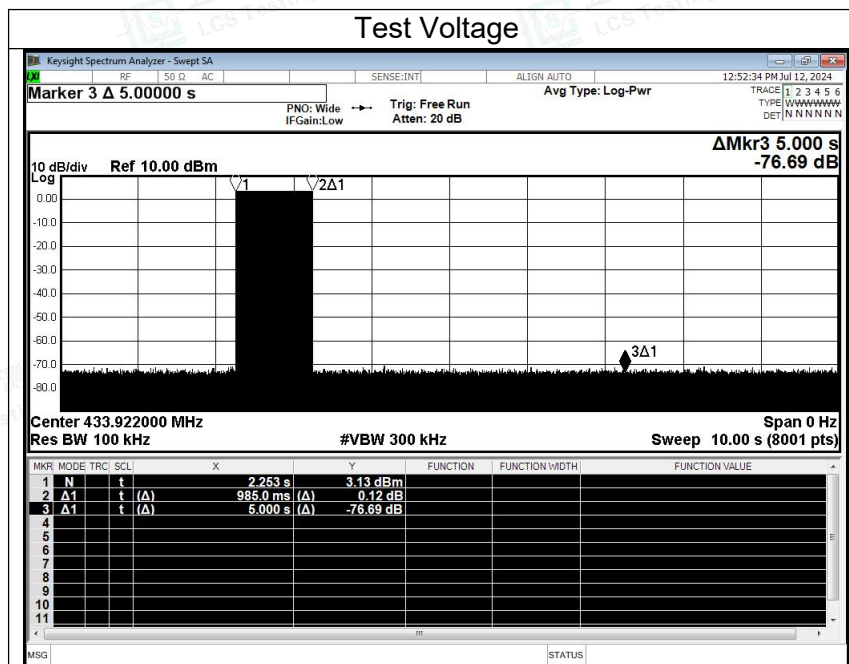 Test Voltage
Keysight Spectrum Analyzer - Swept SA
LXI RF 50 Ω AC SENSE:INT ALIGN AUTO 12:52:34 PM Jul 12, 2024
Marker 3 Δ 5.00000 s
PNO: Wide
IFGain:Low
Trig: Free Run
Atten: 20 dB
Avg Type: Log-Pwr
TRACE 1 2 3 4 5 6
TYPE WWWWWW
DET N N N N N N
ΔMkr3 5.000 s
-76.69 dB
10 dB/div Ref 10.00 dBm
Log
1 2Δ1
0.00
-10.0
-20.0
-30.0
-40.0
-50.0
-60.0
3Δ1
-70.0
-80.0
Center 433.922000 MHz Span 0 Hz
Res BW 100 kHz #VBW 300 kHz Sweep 10.00 s (8001 pts)
MKR MODE TRC SCL X Y FUNCTION FUNCTION WIDTH FUNCTION VALUE
1 N t 2.253 s 3.13 dBm
2 Δ1 t (Δ) 985.0 ms (Δ) 0.12 dB
3 Δ1 t (Δ) 5.000 s (Δ) -76.69 dB
4
5
6
7
8
9
10
11
MSG STATUS